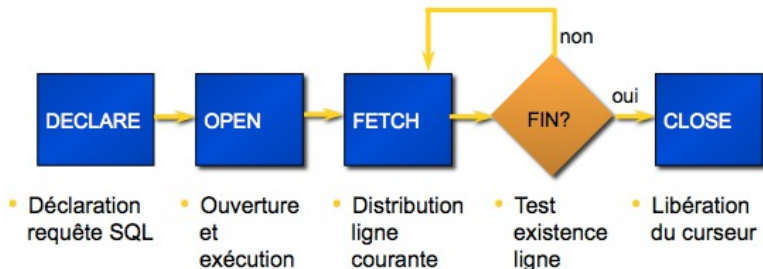 non
DECLARE
OPEN
FETCH
FIN?
oui
CLOSE
• Déclaration
requête SQL
• Ouverture
et
exécution
• Distribution
ligne
courante
• Test
existence
ligne
• Libération
du curseur